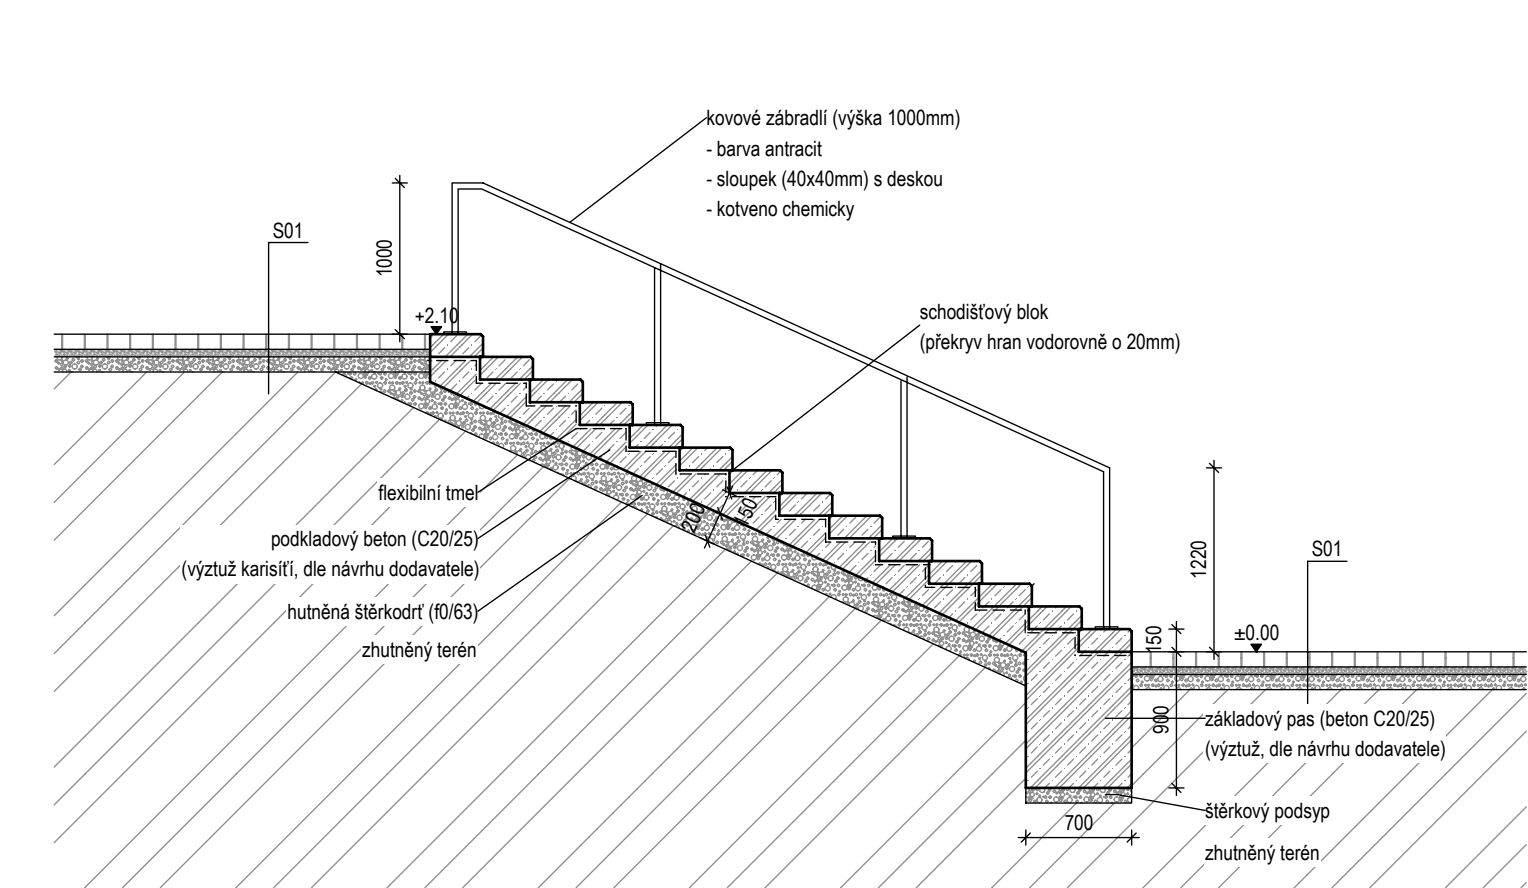 kovové zábradlí (výška 1000mm)
- barva antracit
- sloupek (40x40mm) s deskou
- kotveno chemicky
S01
1000
+2.10
schodišťový blok
(překryv hran vodorovně o 20mm)
flexibilní tmel
200
150
podkladový beton (C20/25)
(výztuž karisíťí, dle návrhu dodavatele)
hutněná štěrkodrť (f0/63)
zhutněný terén
1220
S01
150
±0.00
900
základový pas (beton C20/25)
(výztuž, dle návrhu dodavatele)
štěrkový podsyp
700
zhutněný terén